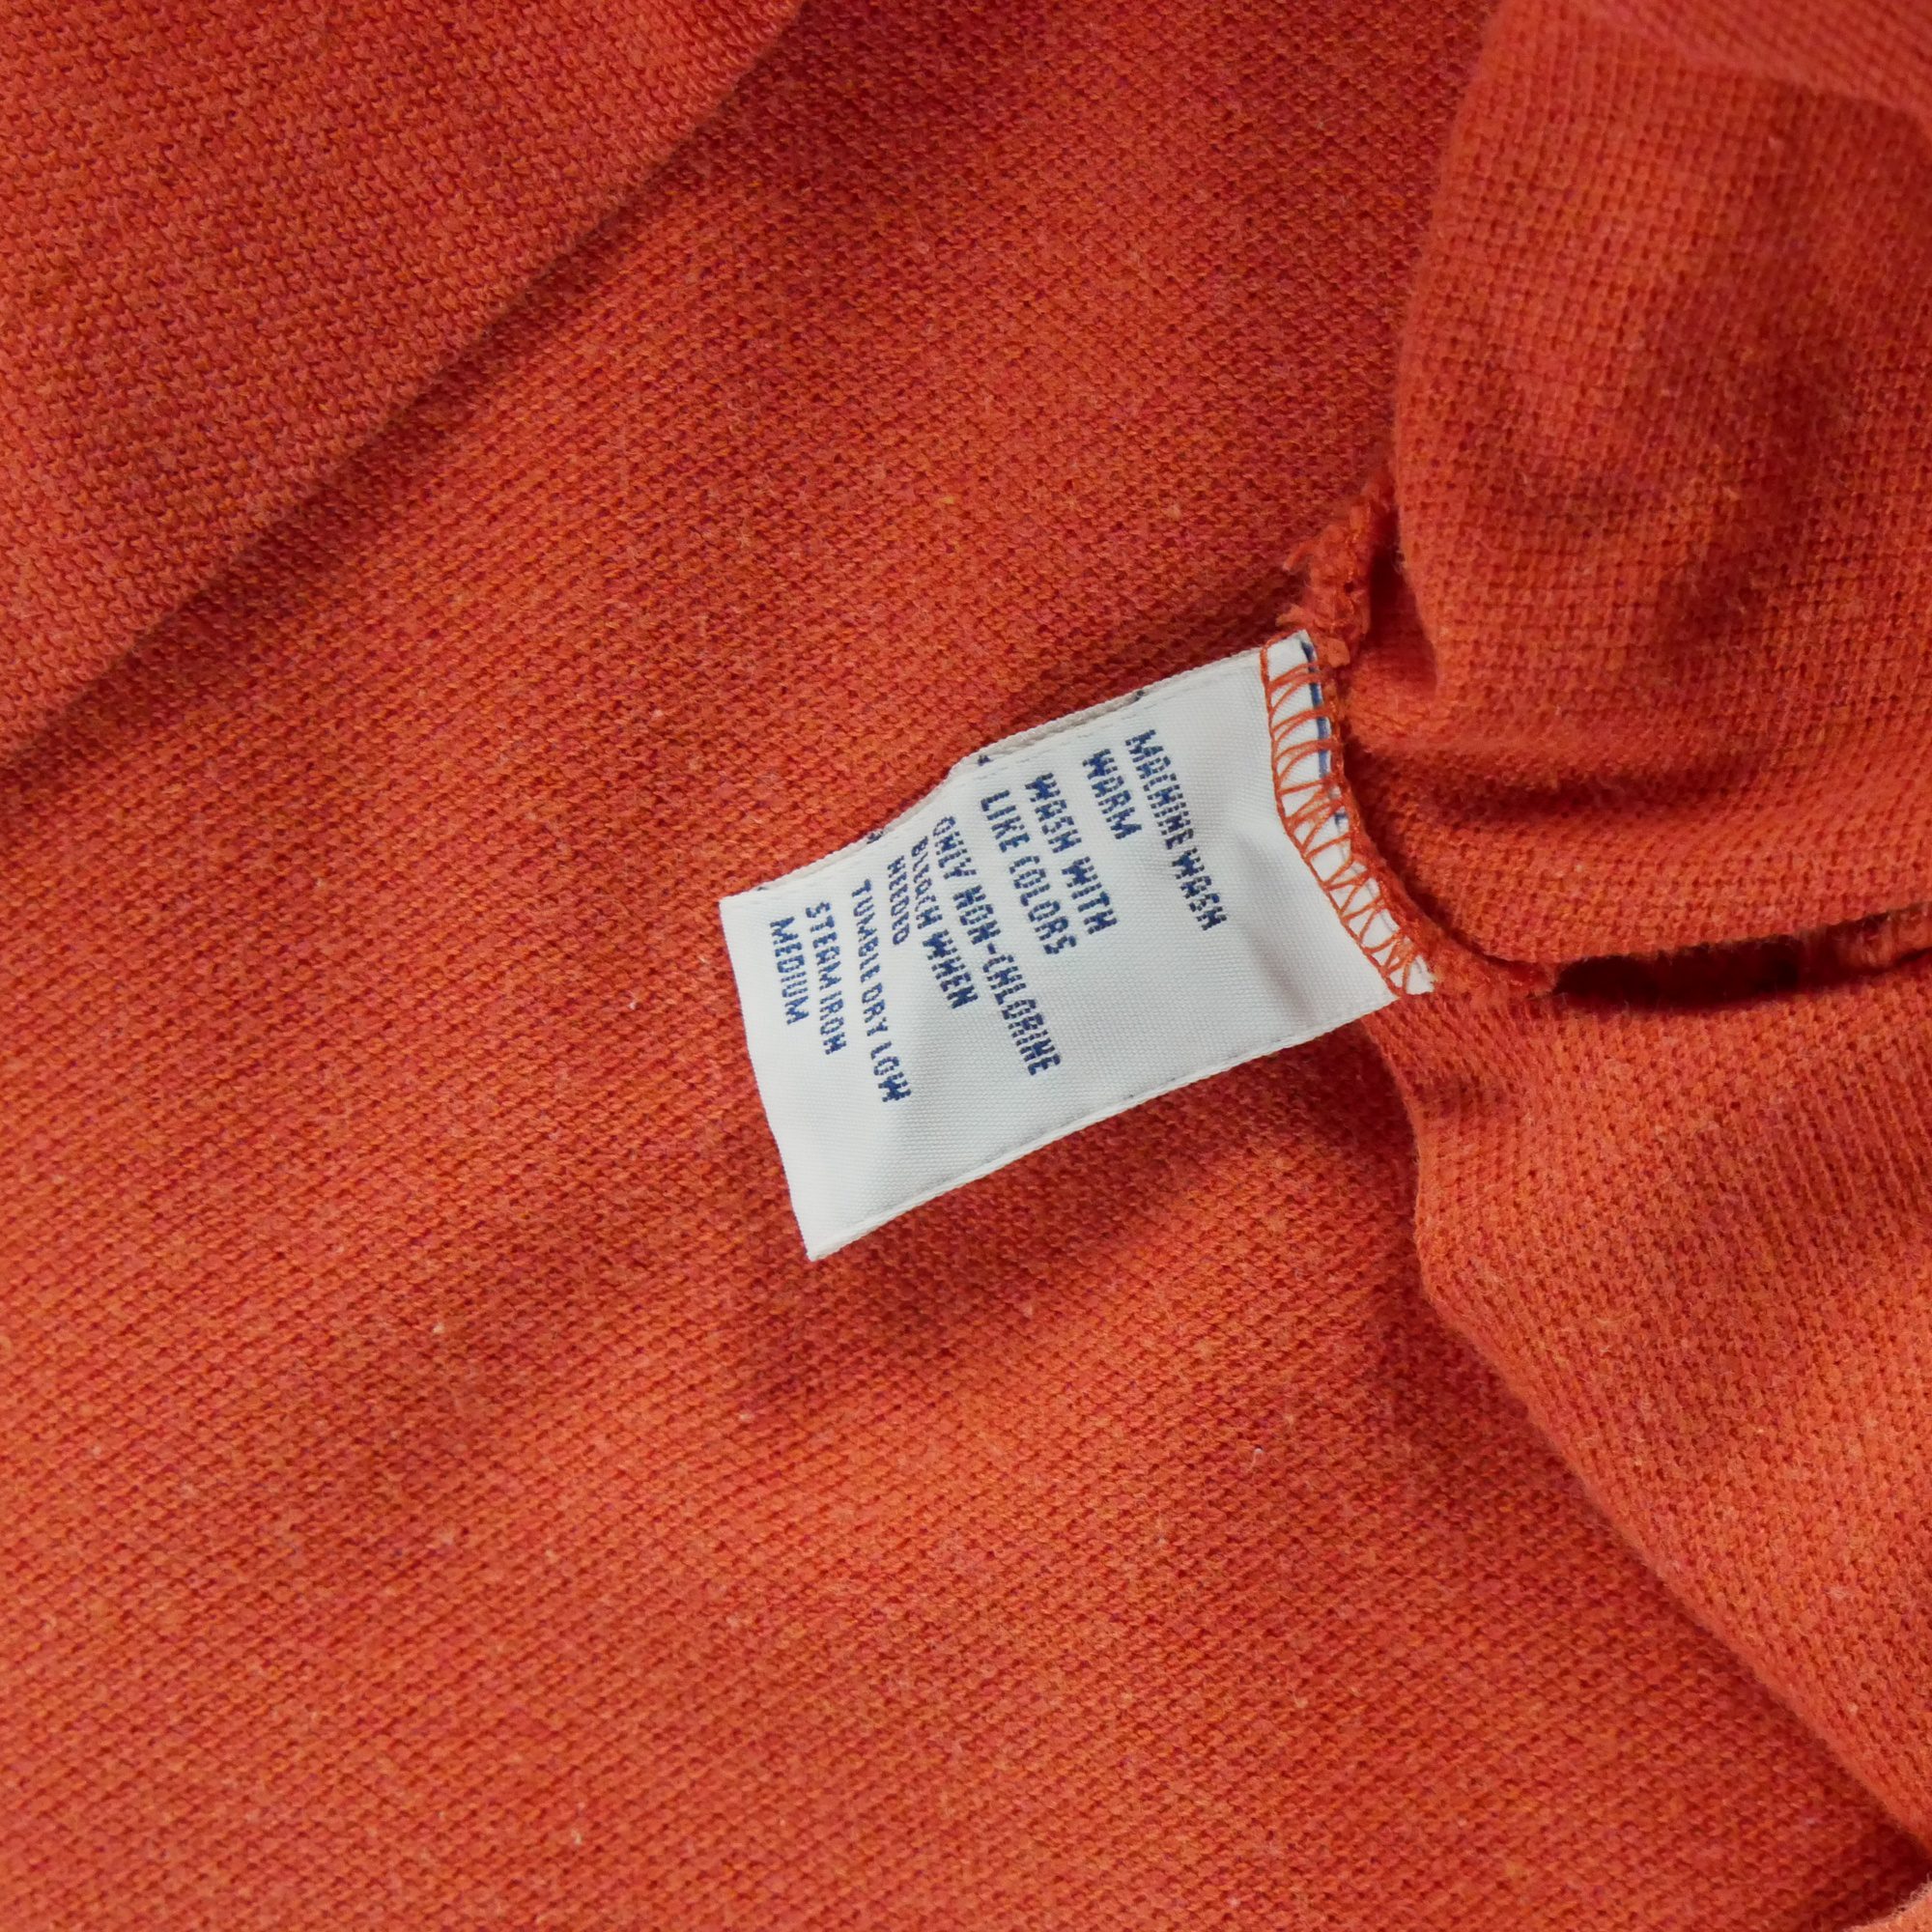 MACHINE WASH
WARM
WASH WITH
LIKE COLORS
ONLY NON-CHLORINE
BLEACH WHEN
NEEDED
TUMBLE DRY LOW
STEAM IRON
MEDIUM